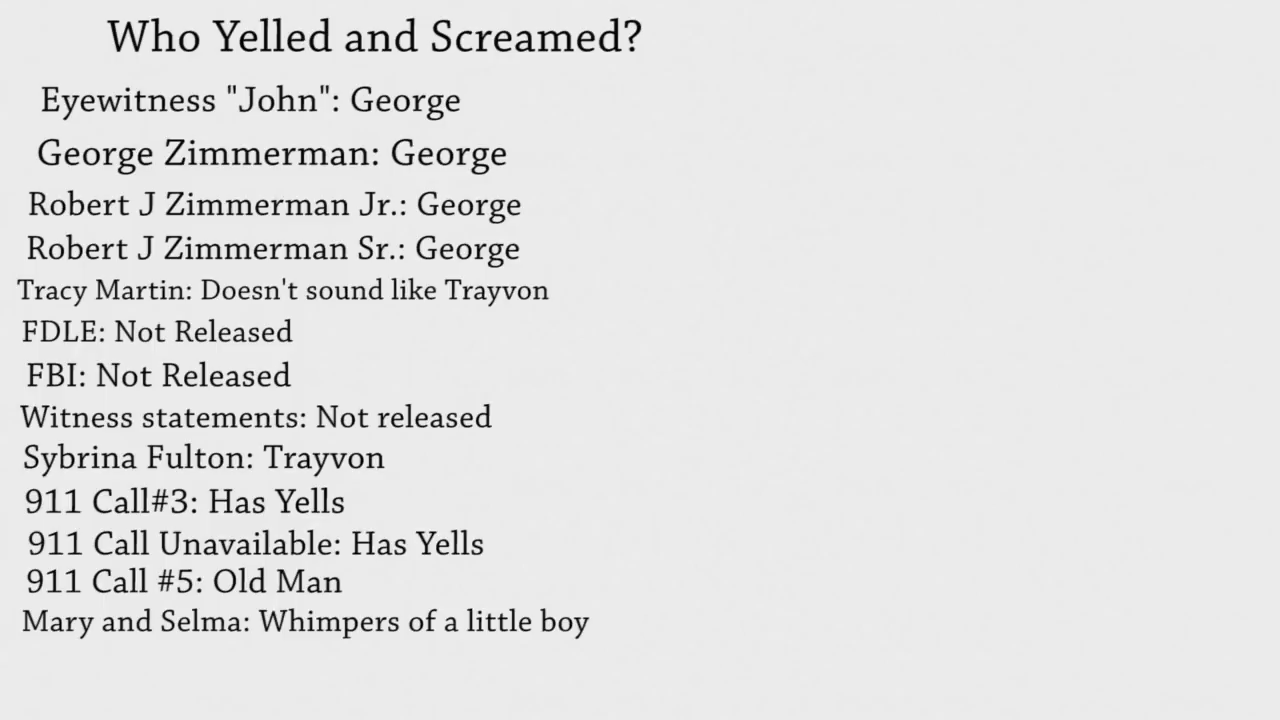 Who Yelled and Screamed?
Eyewitness "John": George
George Zimmerman: George
Robert J Zimmerman Jr.: George
Robert J Zimmerman Sr.: George
Tracy Martin: Doesn't sound like Trayvon
FDLE: Not Released
FBI: Not Released
Witness statements: Not released
Sybrina Fulton: Trayvon
911 Call#3: Has Yells
911 Call Unavailable: Has Yells
911 Call #5: Old Man
Mary and Selma: Whimpers of a little boy